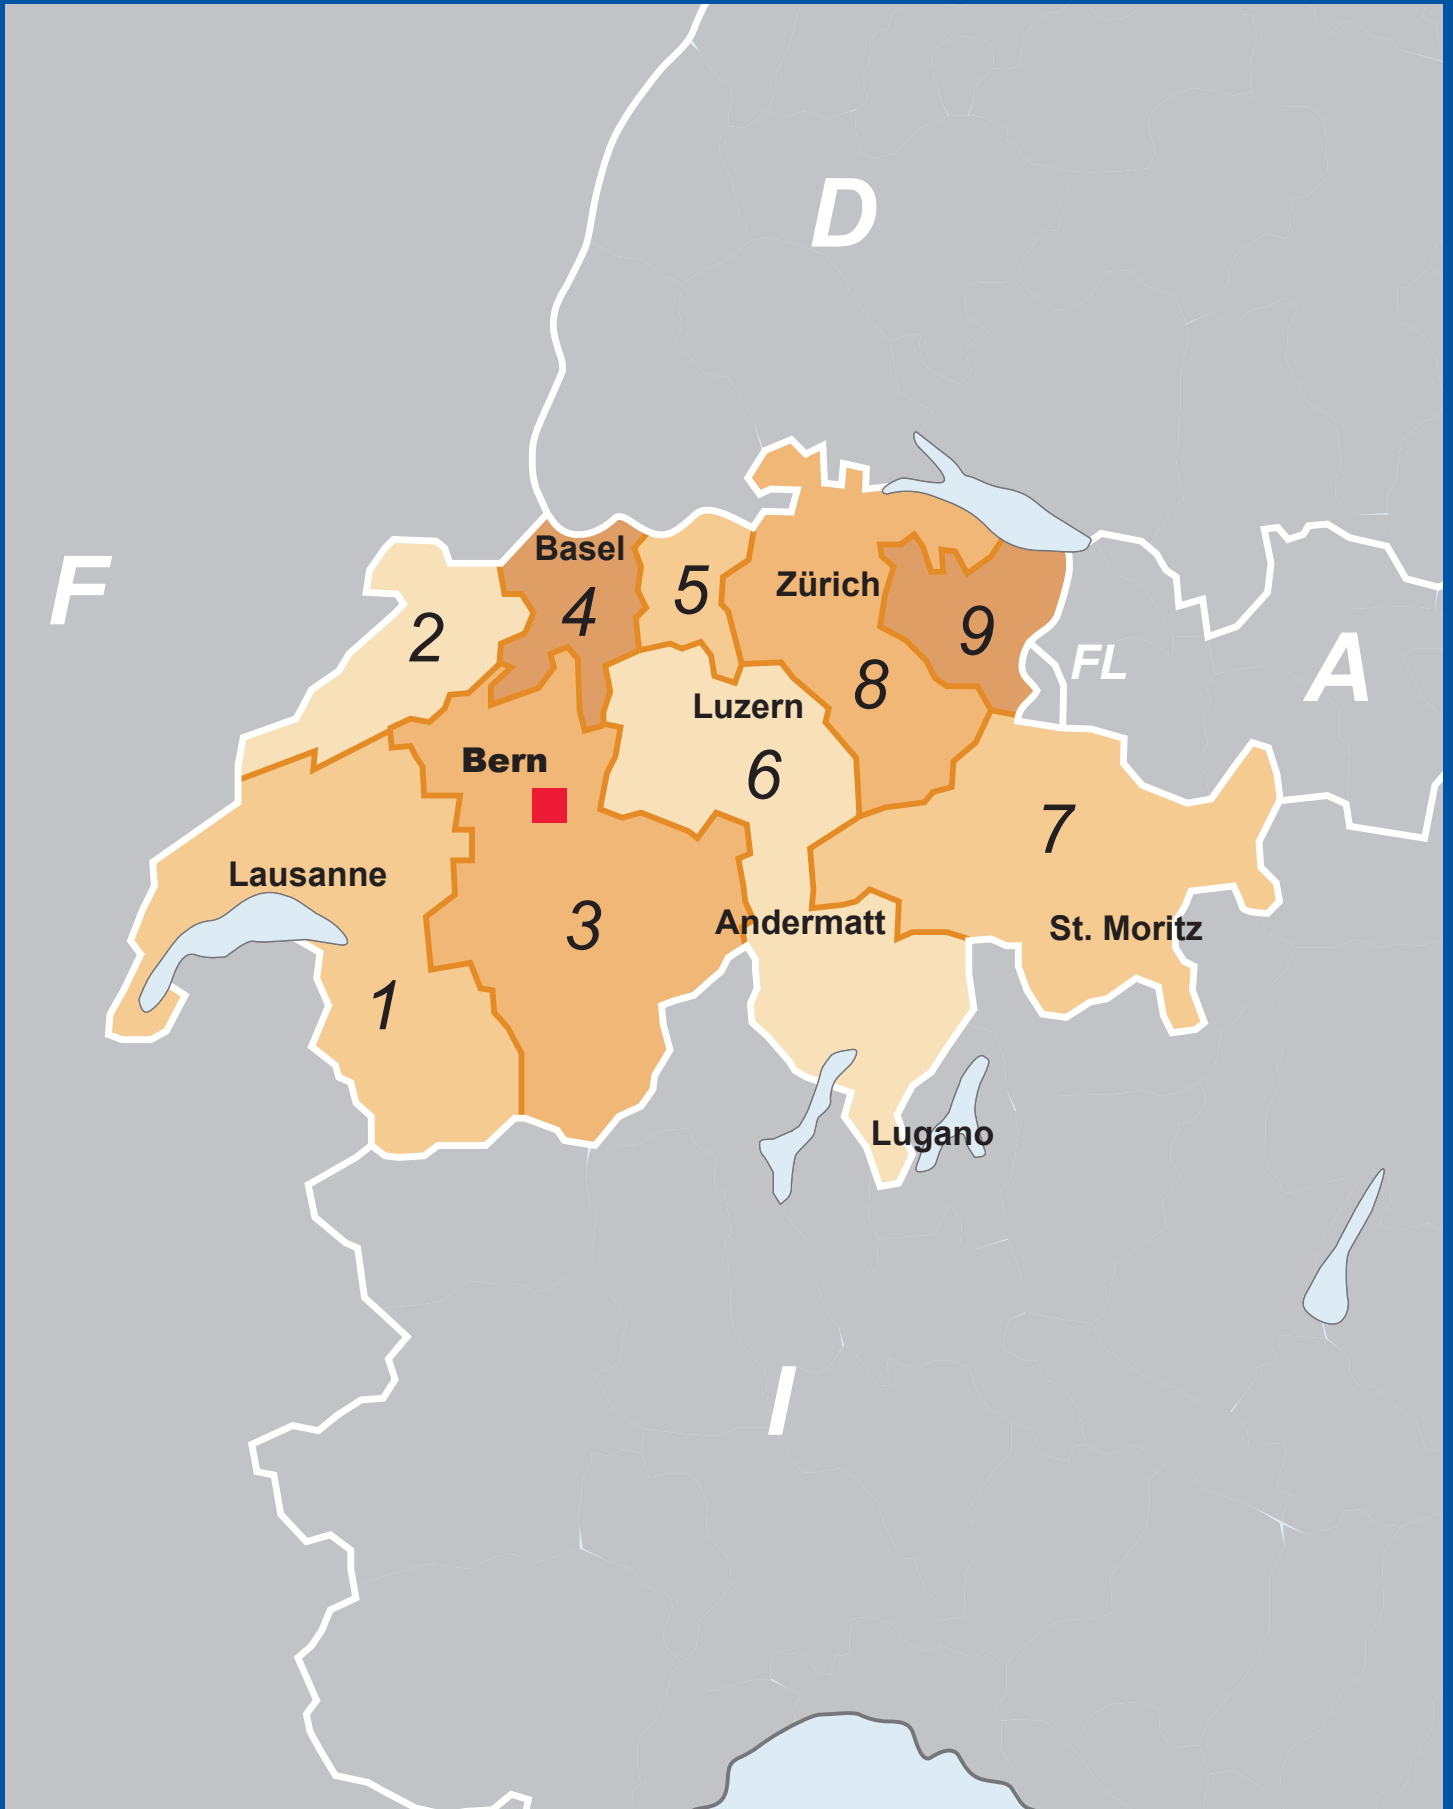 D
F
Basel
5
Zürich
4
2
9
FL
A
8
Luzern
Bern
6
7
Lausanne
3
Andermatt
St. Moritz
1
Lugano
I